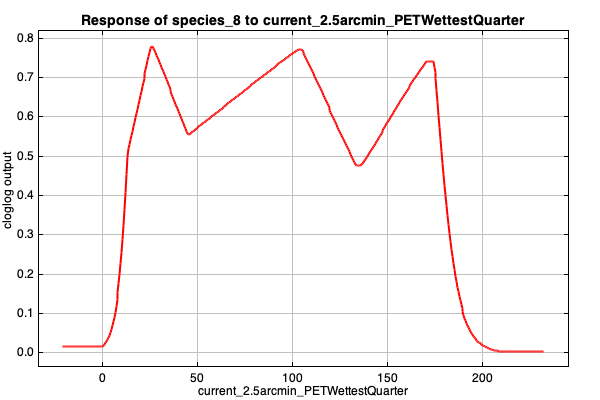 Response of species_8 to current_2.5arcmin_PETWettestQuarter
cloglog output
0.8
0.7
0.6
0.5
0.4
0.3
0.2
0.1
0.0
0 50 100 150 200
current_2.5arcmin_PETWettestQuarter